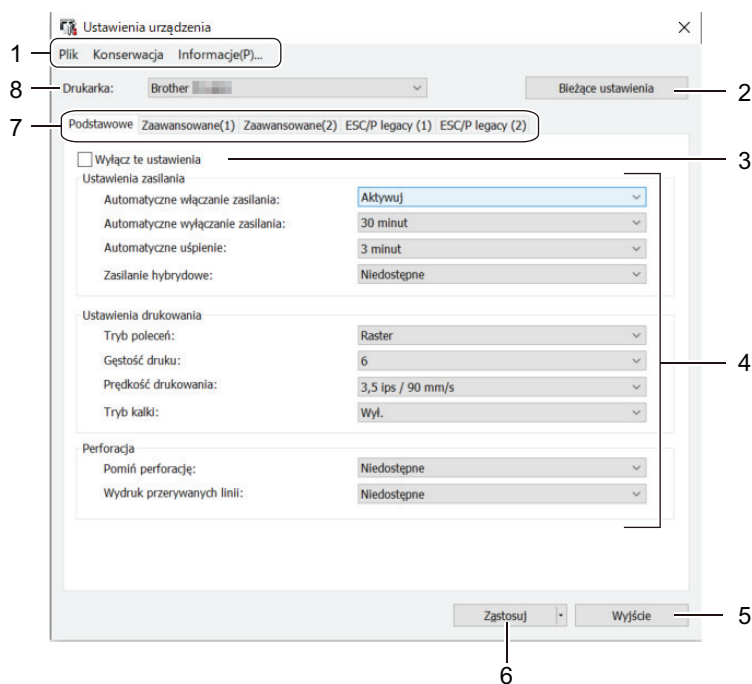 Ustawienia urządzenia
1 Plik Konserwacja Informacje(P)...
8 Drukarka: Brother Bieżące ustawienia 2
7 Podstawowe Zaawansowane(1) Zaawansowane(2) ESC/P legacy (1) ESC/P legacy (2)
Wyłącz te ustawienia 3
Ustawienia zasilania
Automatyczne włączanie zasilania: Aktywuj
Automatyczne wyłączanie zasilania: 30 minut
Automatyczne uśpienie: 3 minut
Zasilanie hybrydowe: Niedostępne
Ustawienia drukowania
Tryb poleceń: Raster
Gęstość druku: 6 4
Prędkość drukowania: 3,5 ips / 90 mm/s
Tryb kalki: Wył.
Perforacja
Pomiń perforację: Niedostępne
Wydruk przerywanych linii: Niedostępne
Zastosuj Wyjście 5
6